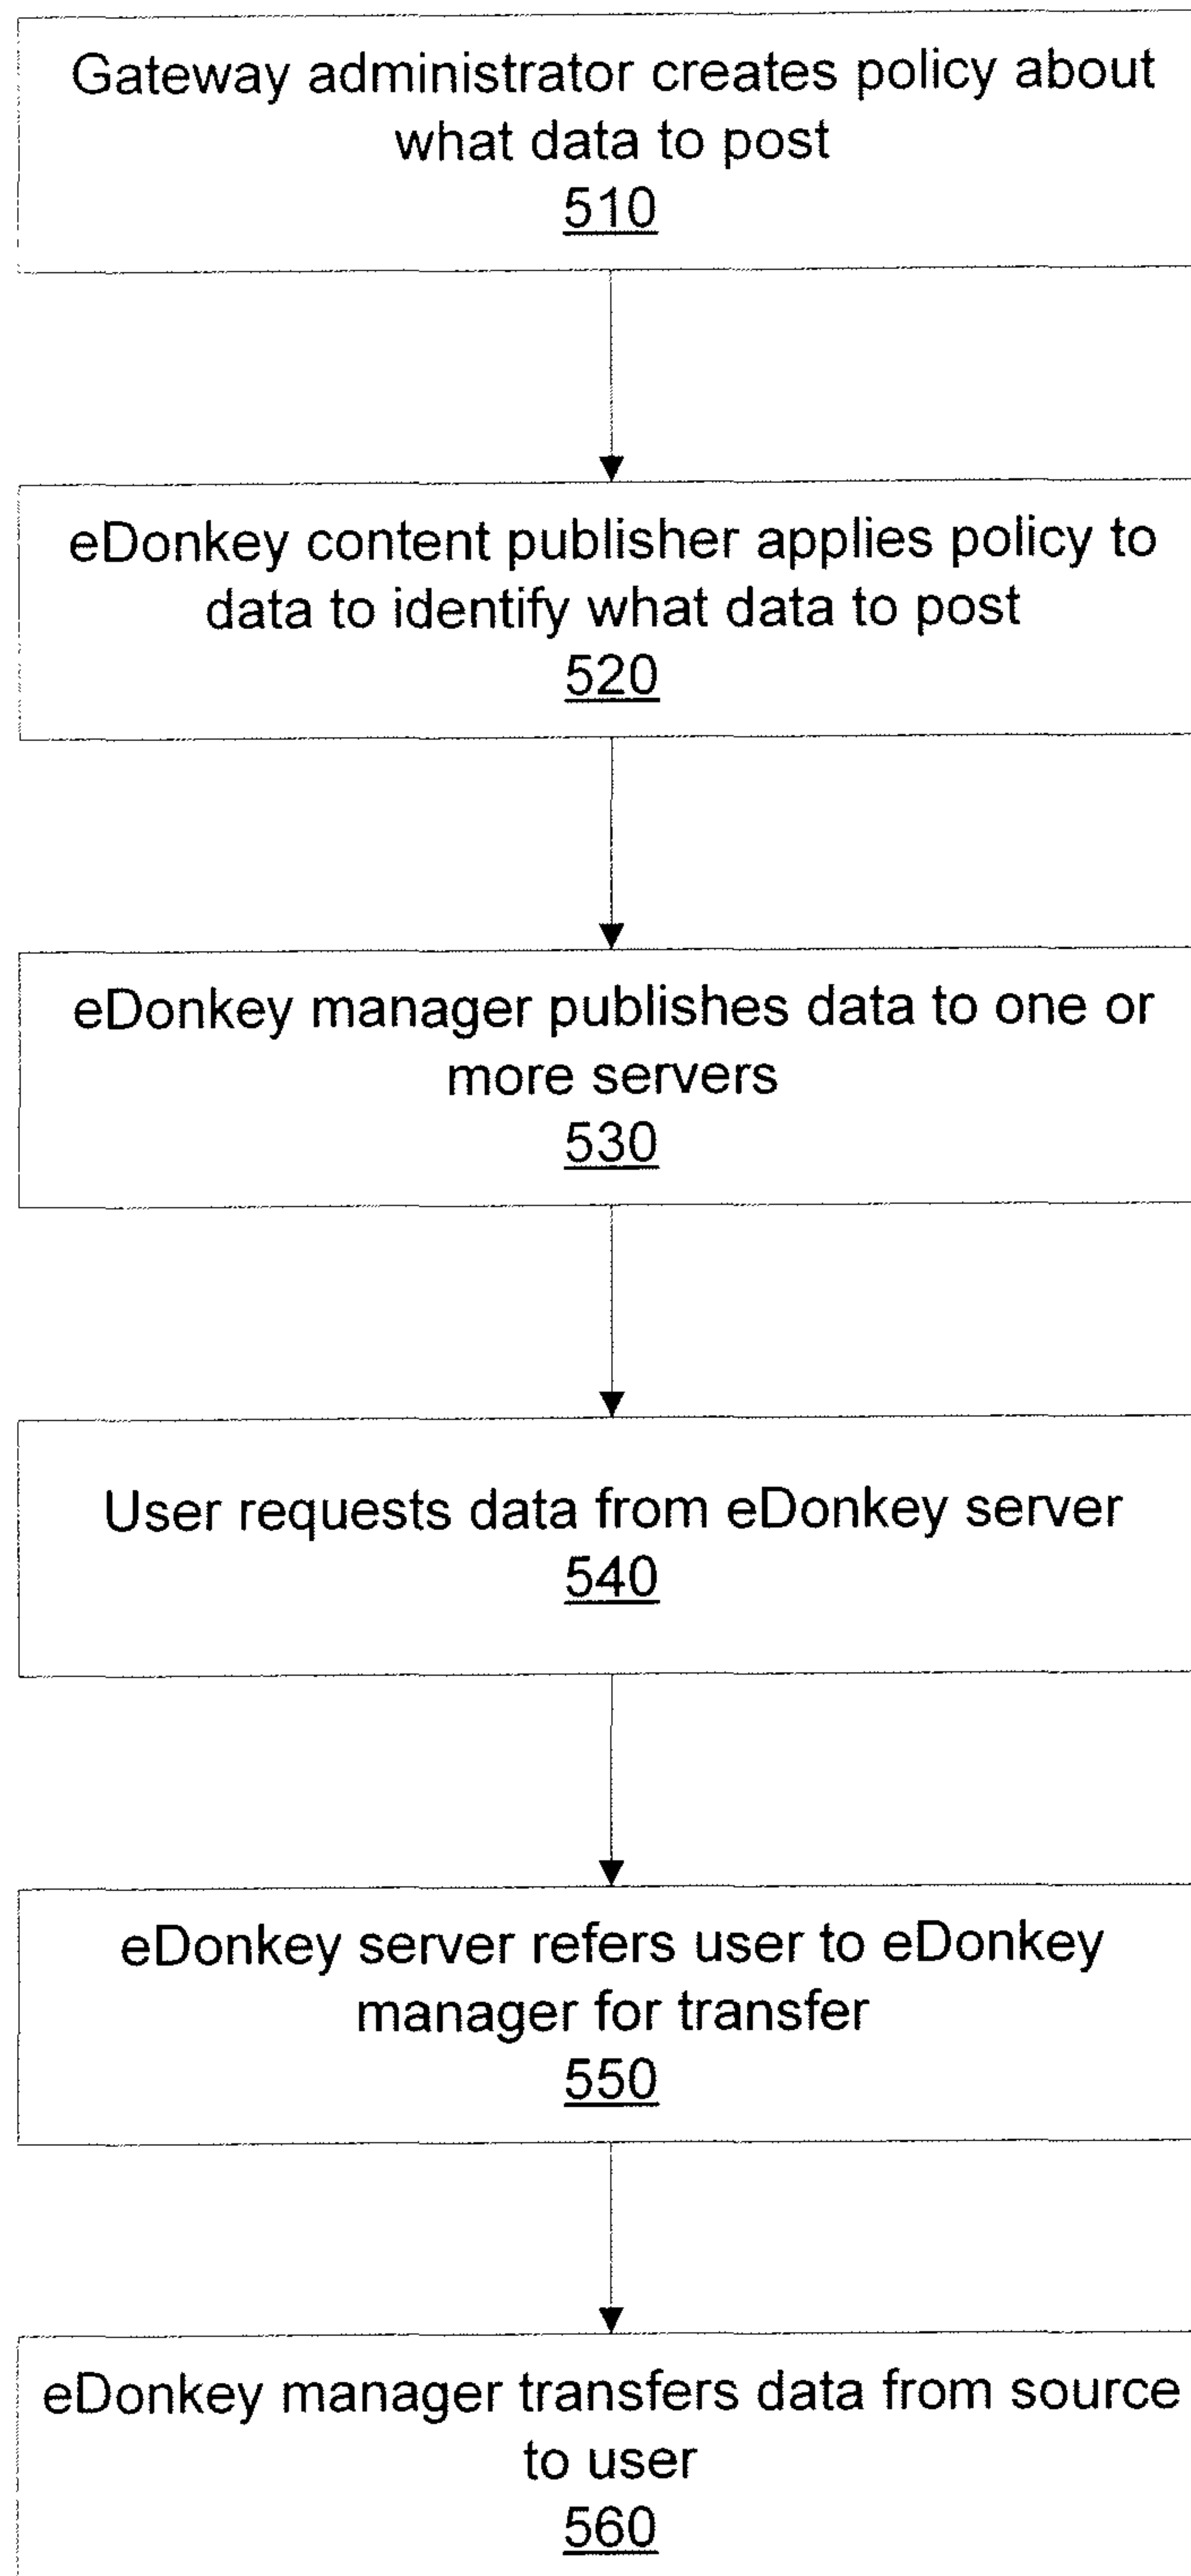 Gateway administrator creates policy about
what data to post
510
eDonkey content publisher applies policy to
data to identify what data to post
520
eDonkey manager publishes data to one or
more servers
530
User requests data from eDonkey server
540
eDonkey server refers user to eDonkey
manager for transfer
550
eDonkey manager transfers data from source
to user
560